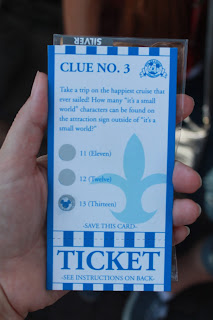 SILVER
CLUE NO. 3
Take a trip on the happiest cruise that
ever sailed! How many "it's a small
world" characters can be found on
the attraction sign outside of "it's a
small world?"
11 (Eleven)
12 (Twelve)
13 (Thirteen)
-SAVE THIS CARD-
TICKET
-SEE INSTRUCTIONS ON BACK-